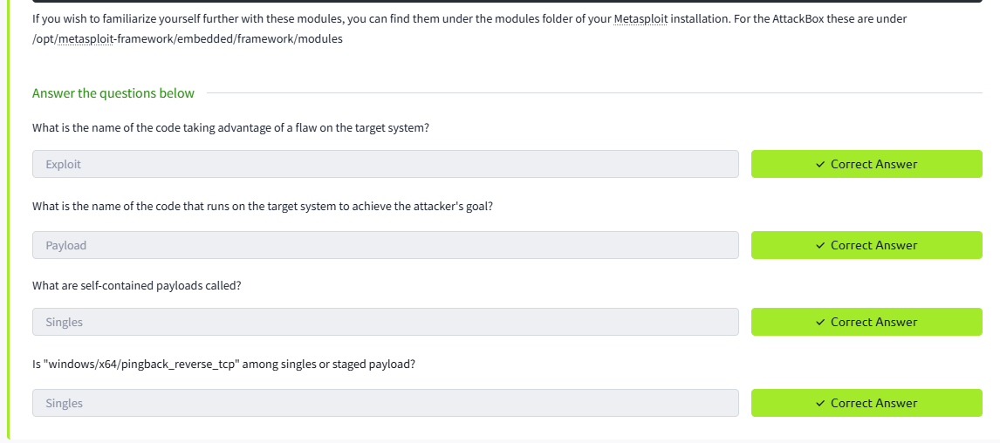 If you wish to familiarize yourself further with these modules, you can find them under the modules folder of your Metasploit installation. For the AttackBox these are under
/opt/metasploit-framework/embedded/framework/modules
Answer the questions below
What is the name of the code taking advantage of a flaw on the target system?
Exploit
✓ Correct Answer
What is the name of the code that runs on the target system to achieve the attacker's goal?
Payload
✓ Correct Answer
What are self-contained payloads called?
Singles
✓ Correct Answer
Is "windows/x64/pingback_reverse_tcp" among singles or staged payload?
Singles
✓ Correct Answer